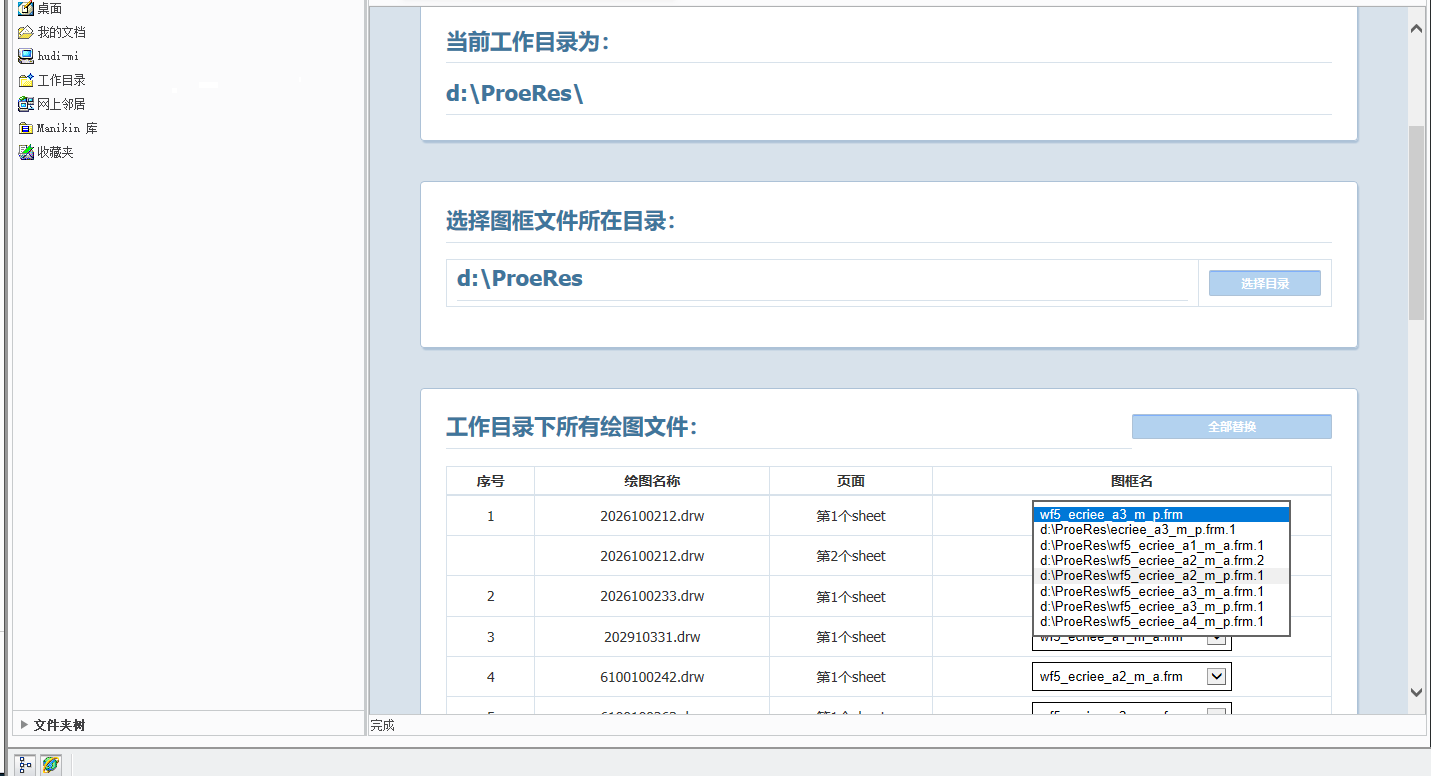 桌面
我的文档
hudi-mi
工作目录
网上邻居
Manikin 库
收藏夹
文件夹树
当前工作目录为：
d:\ProeRes\
选择图框文件所在目录：
d:\ProeRes
选择目录
工作目录下所有绘图文件：
全部替换
序号 绘图名称 页面 图框名
1 2026100212.drw 第1个sheet
2026100212.drw 第2个sheet
2 2026100233.drw 第1个sheet
3 202910331.drw 第1个sheet
wf5_ecriee_a3_m_p.frm
d:\ProeRes\ecriee_a3_m_p.frm.1
d:\ProeRes\wf5_ecriee_a1_m_a.frm.1
d:\ProeRes\wf5_ecriee_a2_m_a.frm.2
d:\ProeRes\wf5_ecriee_a2_m_p.frm.1
d:\ProeRes\wf5_ecriee_a3_m_a.frm.1
d:\ProeRes\wf5_ecriee_a3_m_p.frm.1
d:\ProeRes\wf5_ecriee_a4_m_p.frm.1
wf5_ecriee_a1_m_a.frm
4 6100100242.drw 第1个sheet wf5_ecriee_a2_m_a.frm
完成